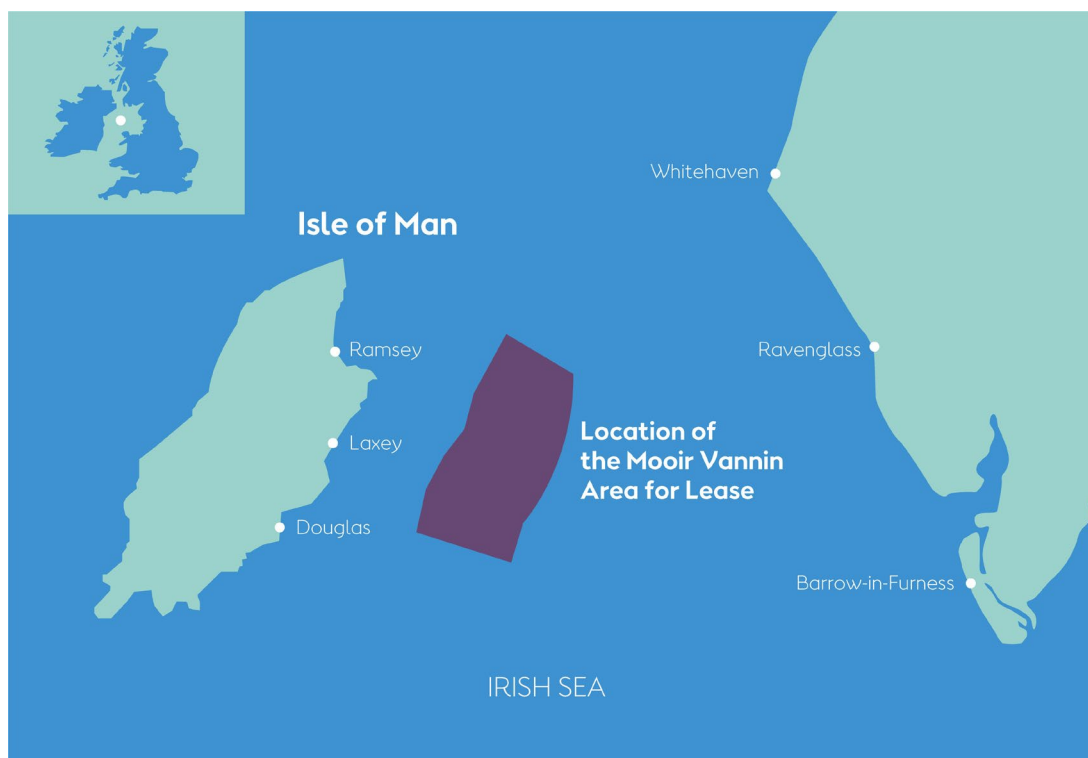 Whitehaven
Isle of Man
Ramsey
Ravenglass
Laxey
Location of
the Mooir Vannin
Area for Lease
Douglas
Barrow-in-Furness
IRISH SEA